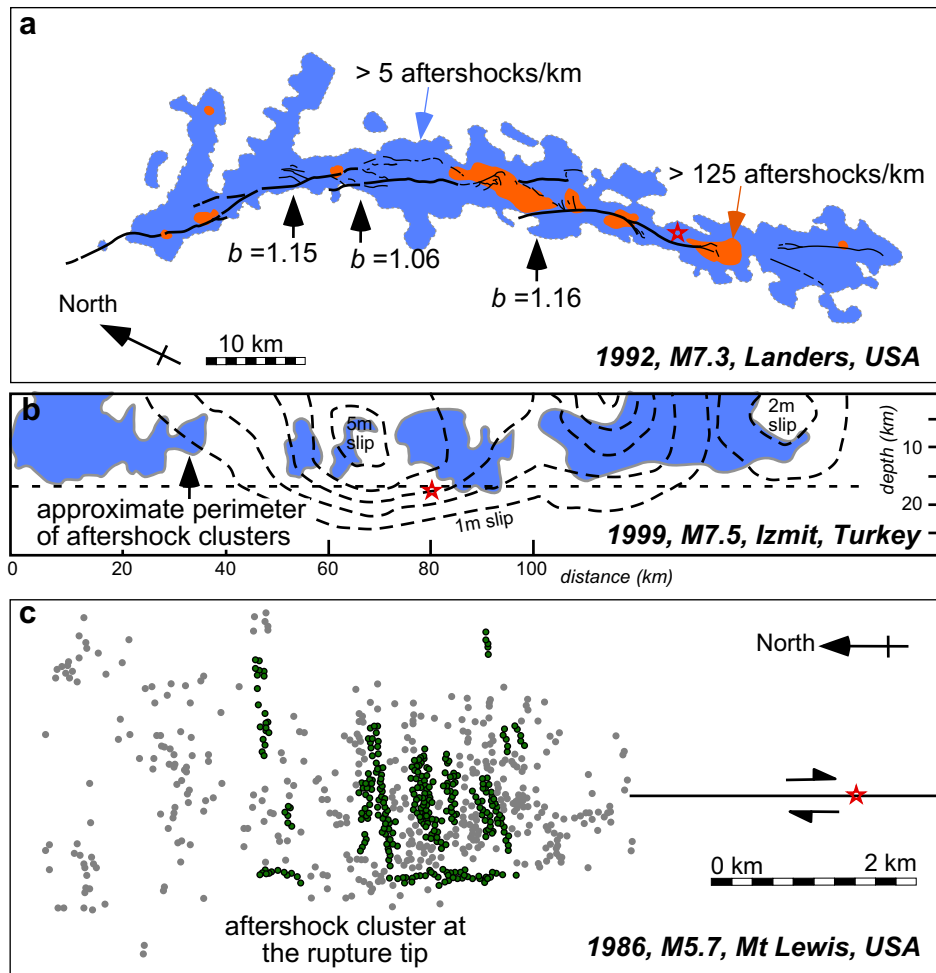 a
> 5 aftershocks/km
> 125 aftershocks/km
b =1.15
b =1.06
b =1.16
North
10 km
1992, M7.3, Landers, USA
b
5m
slip
2m
slip
depth (km)
10
20
approximate perimeter
of aftershock clusters
1m slip
1999, M7.5, Izmit, Turkey
0 20 40 60 80 100
distance (km)
c
North
0 km 2 km
aftershock cluster at
the rupture tip
1986, M5.7, Mt Lewis, USA